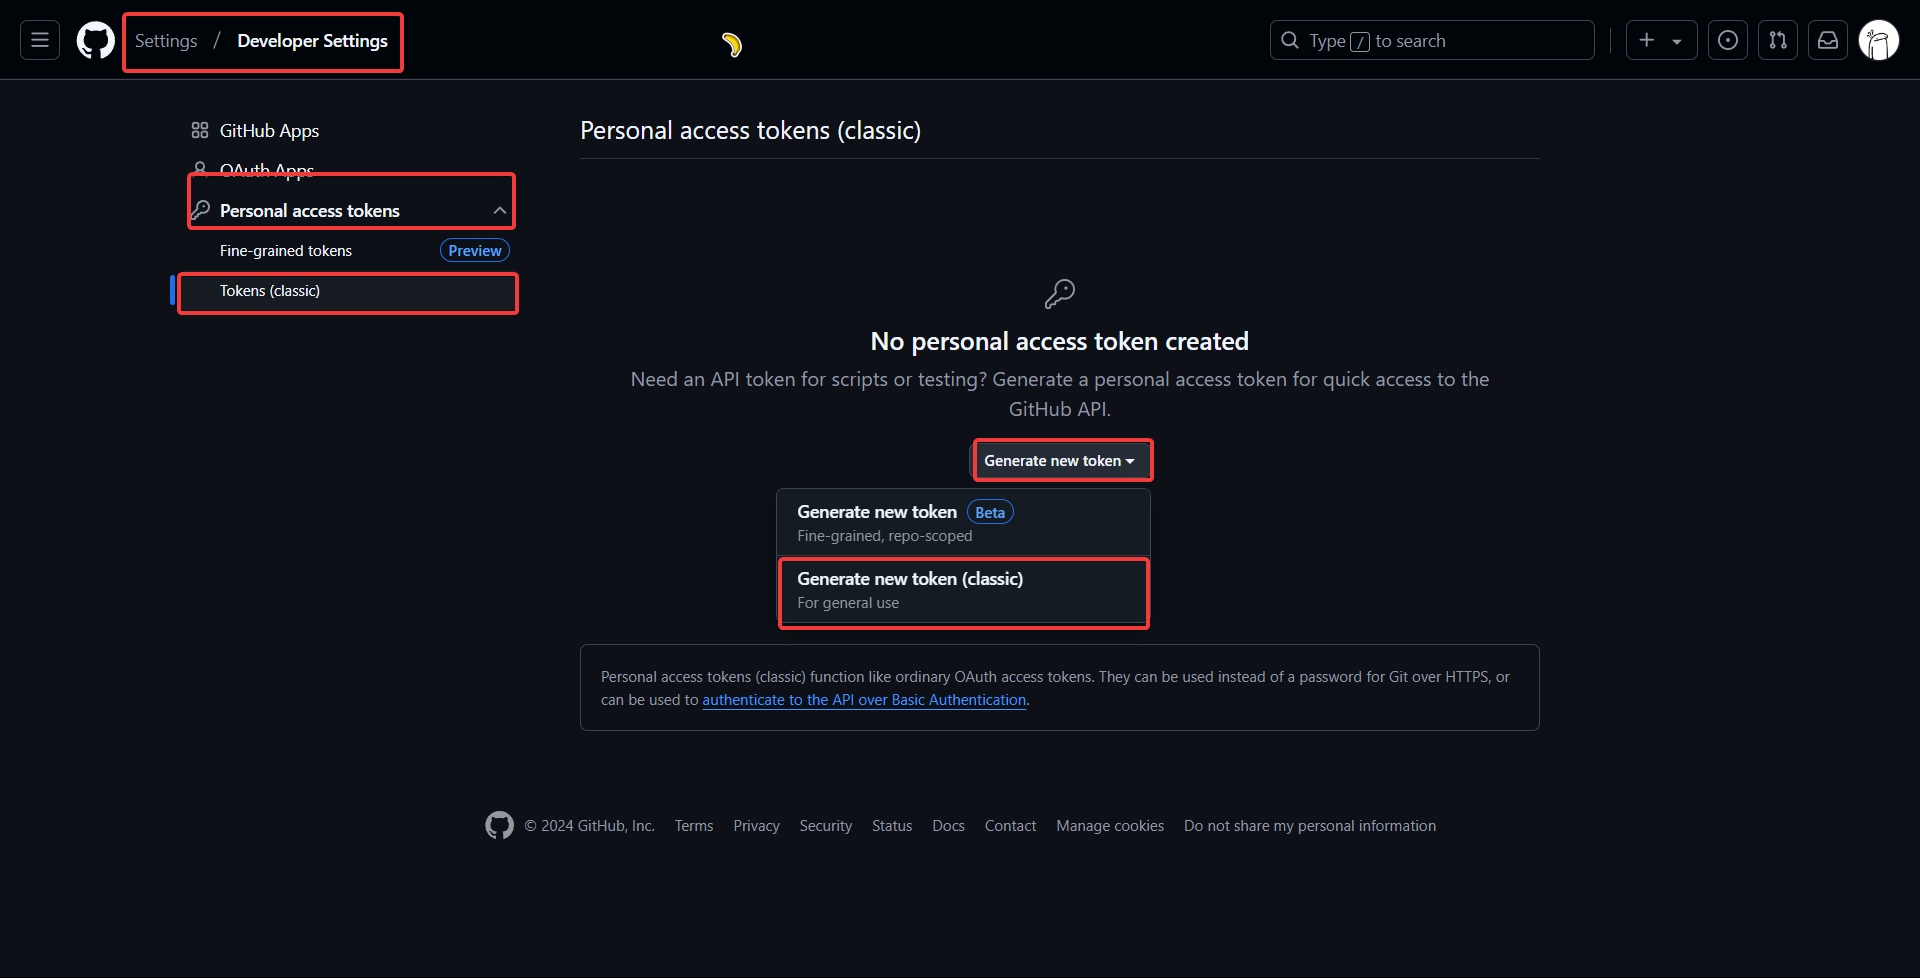 Settings / Developer Settings
Type / to search
GitHub Apps
OAuth Apps
Personal access tokens
Fine-grained tokens Preview
Tokens (classic)
Personal access tokens (classic)
No personal access token created
Need an API token for scripts or testing? Generate a personal access token for quick access to the
GitHub API.
Generate new token
Generate new token Beta
Fine-grained, repo-scoped
Generate new token (classic)
For general use
Personal access tokens (classic) function like ordinary OAuth access tokens. They can be used instead of a password for Git over HTTPS, or
can be used to authenticate to the API over Basic Authentication.
© 2024 GitHub, Inc. Terms Privacy Security Status Docs Contact Manage cookies Do not share my personal information